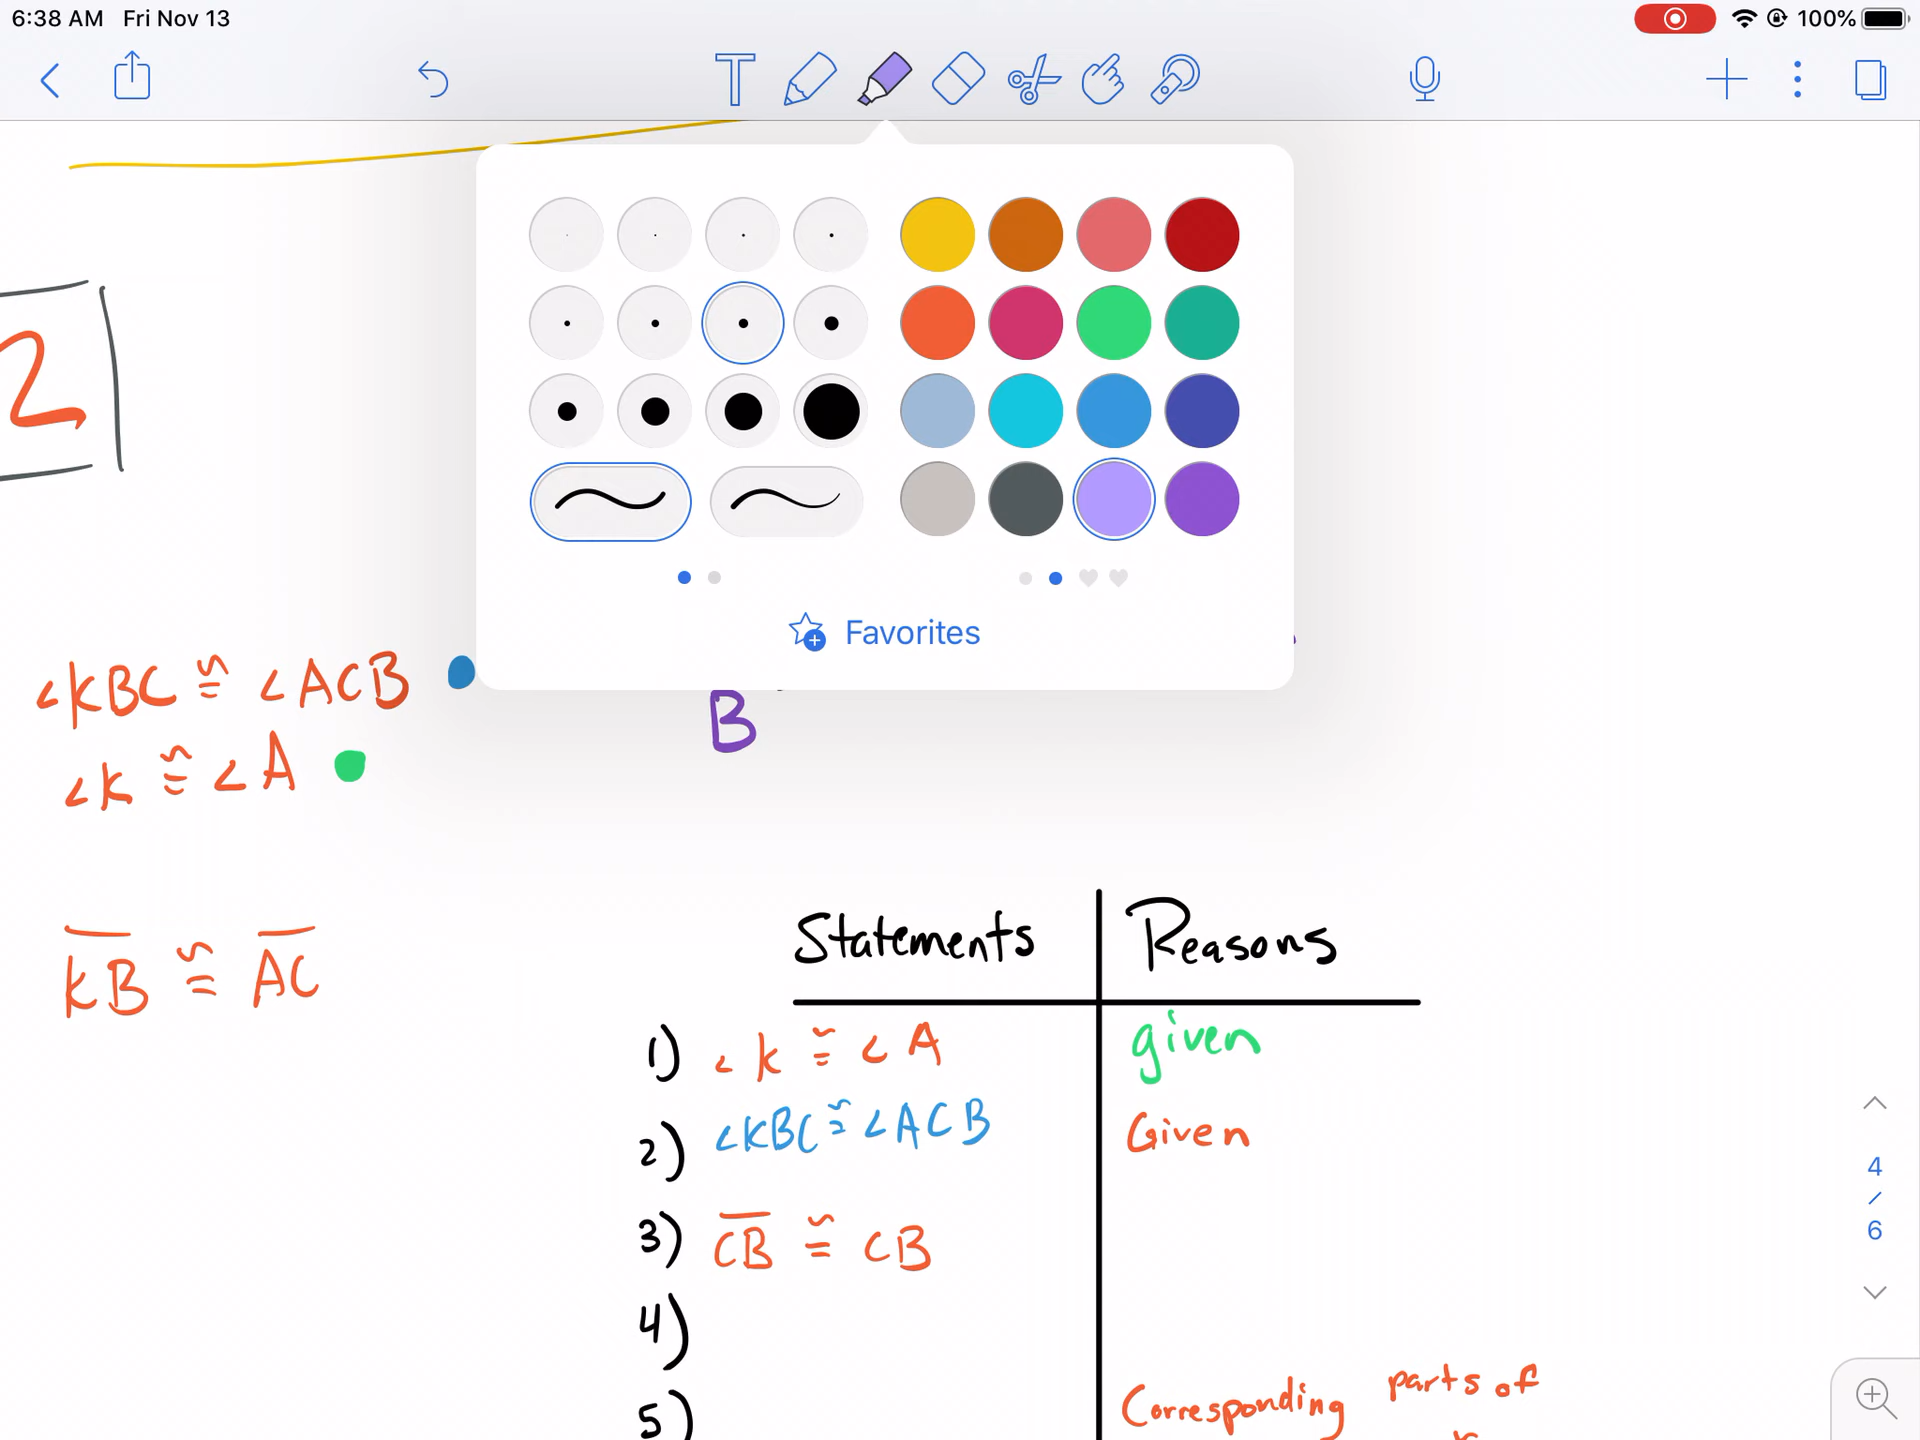 6:38 AM Fri Nov 13
100%
T
2
Favorites
∠KBC ≅ ∠ACB
B
∠K ≅ ∠A
KB ≅ AC
Statements Reasons
1) ∠K ≅ ∠A given
2) ∠KBC ≅ ∠ACB Given
3) CB ≅ CB
4)
5) Corresponding parts of
4
/
6